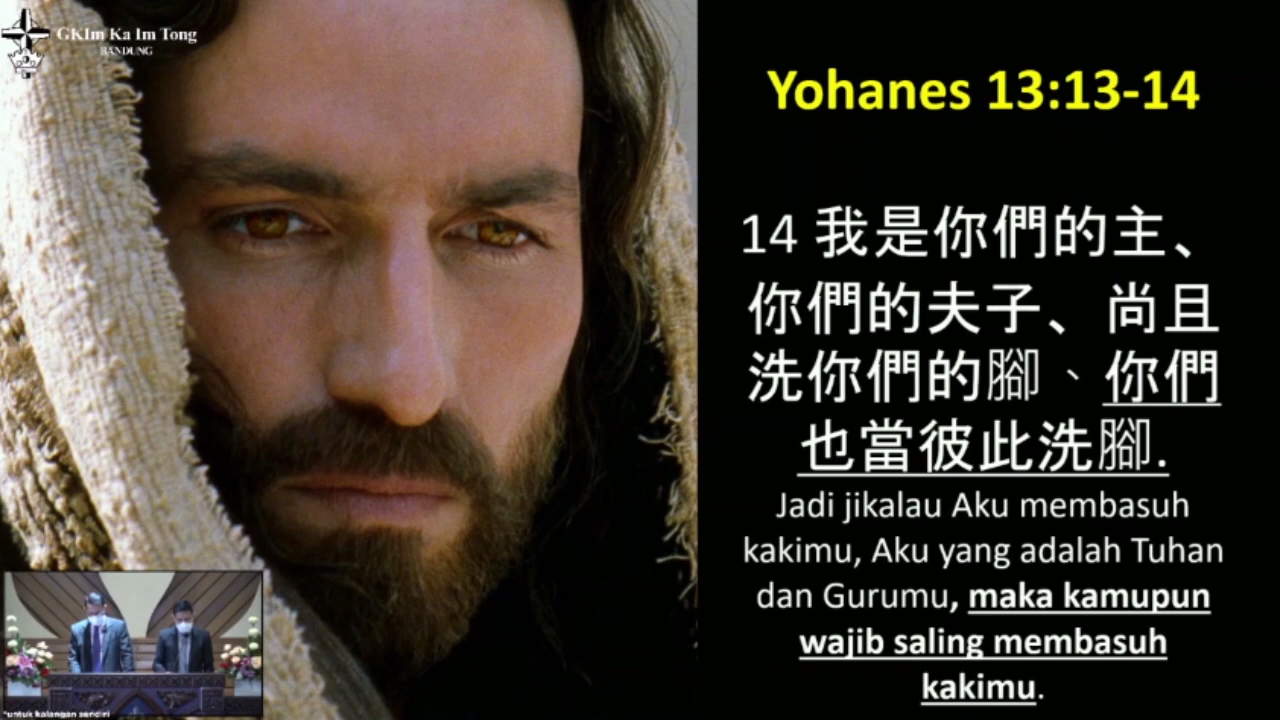 GKIm Ka Im Tong
BANDUNG
Yohanes 13:13-14
14 我是你們的主、
你們的夫子、尚且
洗你們的腳、你們
也當彼此洗腳.
Jadi jikalau Aku membasuh
kakimu, Aku yang adalah Tuhan
dan Gurumu, maka kamupun
wajib saling membasuh
kakimu.
*untuk kalangan sendiri